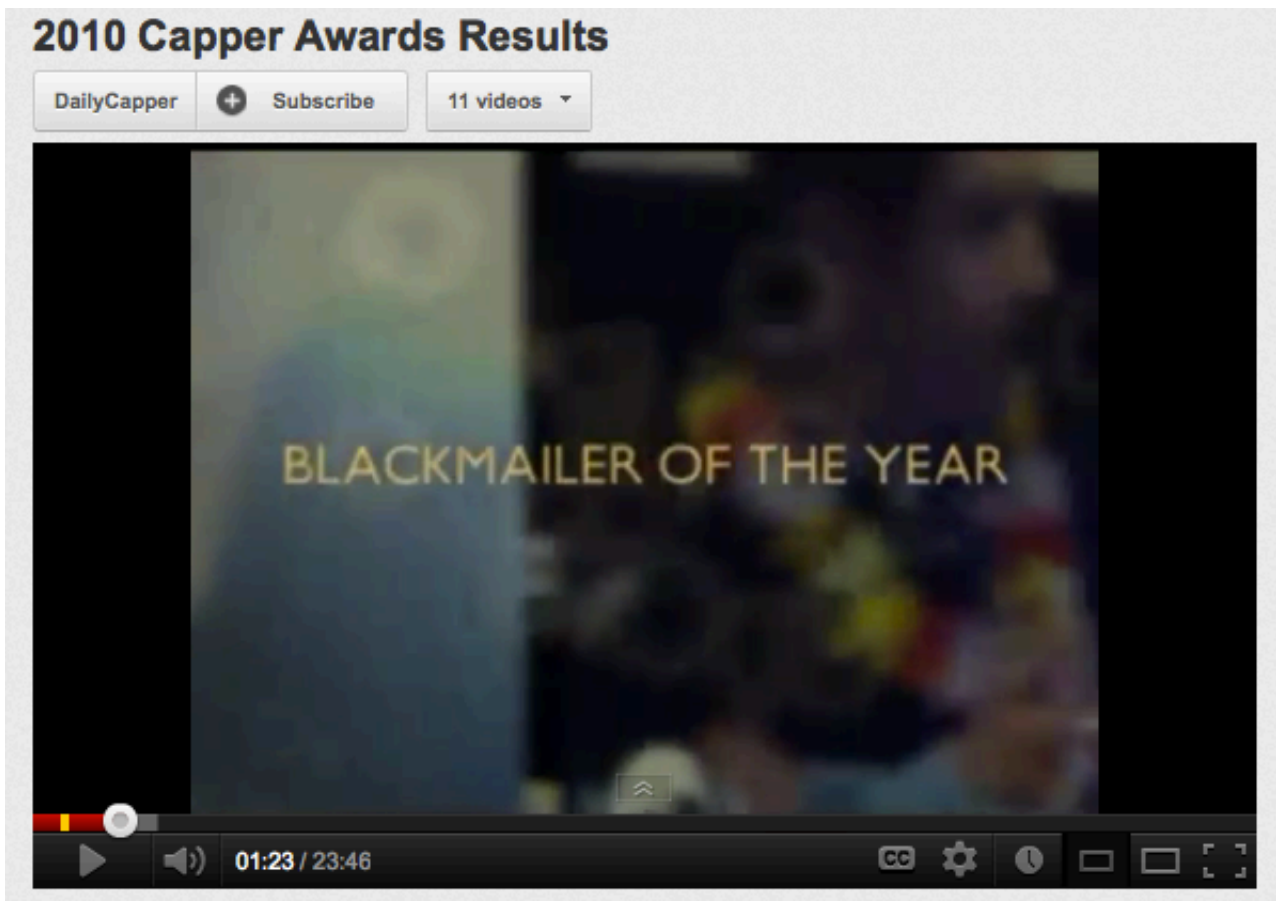 2010 Capper Awards Results
DailyCapper Subscribe 11 videos
BLACKMAILER OF THE YEAR
01:23 / 23:46 CC